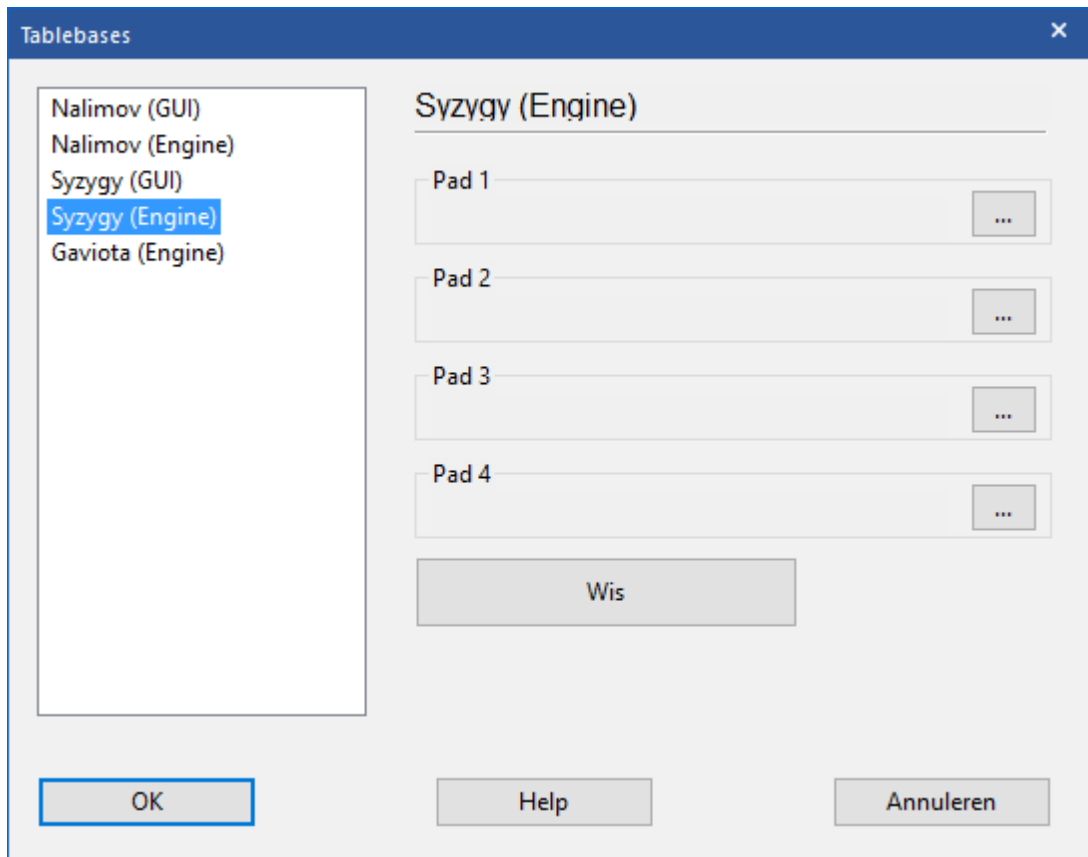 Tablebases
Nalimov (GUI)
Nalimov (Engine)
Syzygy (GUI)
Syzygy (Engine)
Gaviota (Engine)
Syzygy (Engine)
Pad 1
...
Pad 2
...
Pad 3
...
Pad 4
...
Wis
OK
Help
Annuleren